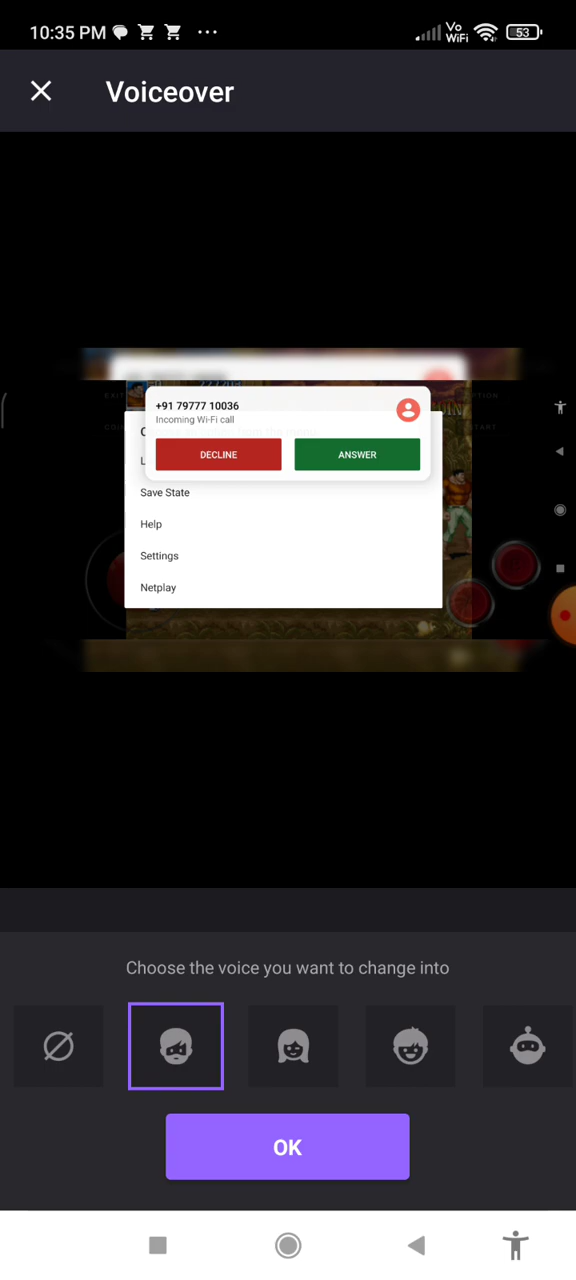 10:35 PM
Vo
WiFi
53
Voiceover
+91 79777 10036
Incoming Wi-Fi call
DECLINE
ANSWER
Save State
Help
Settings
Netplay
Choose the voice you want to change into
OK